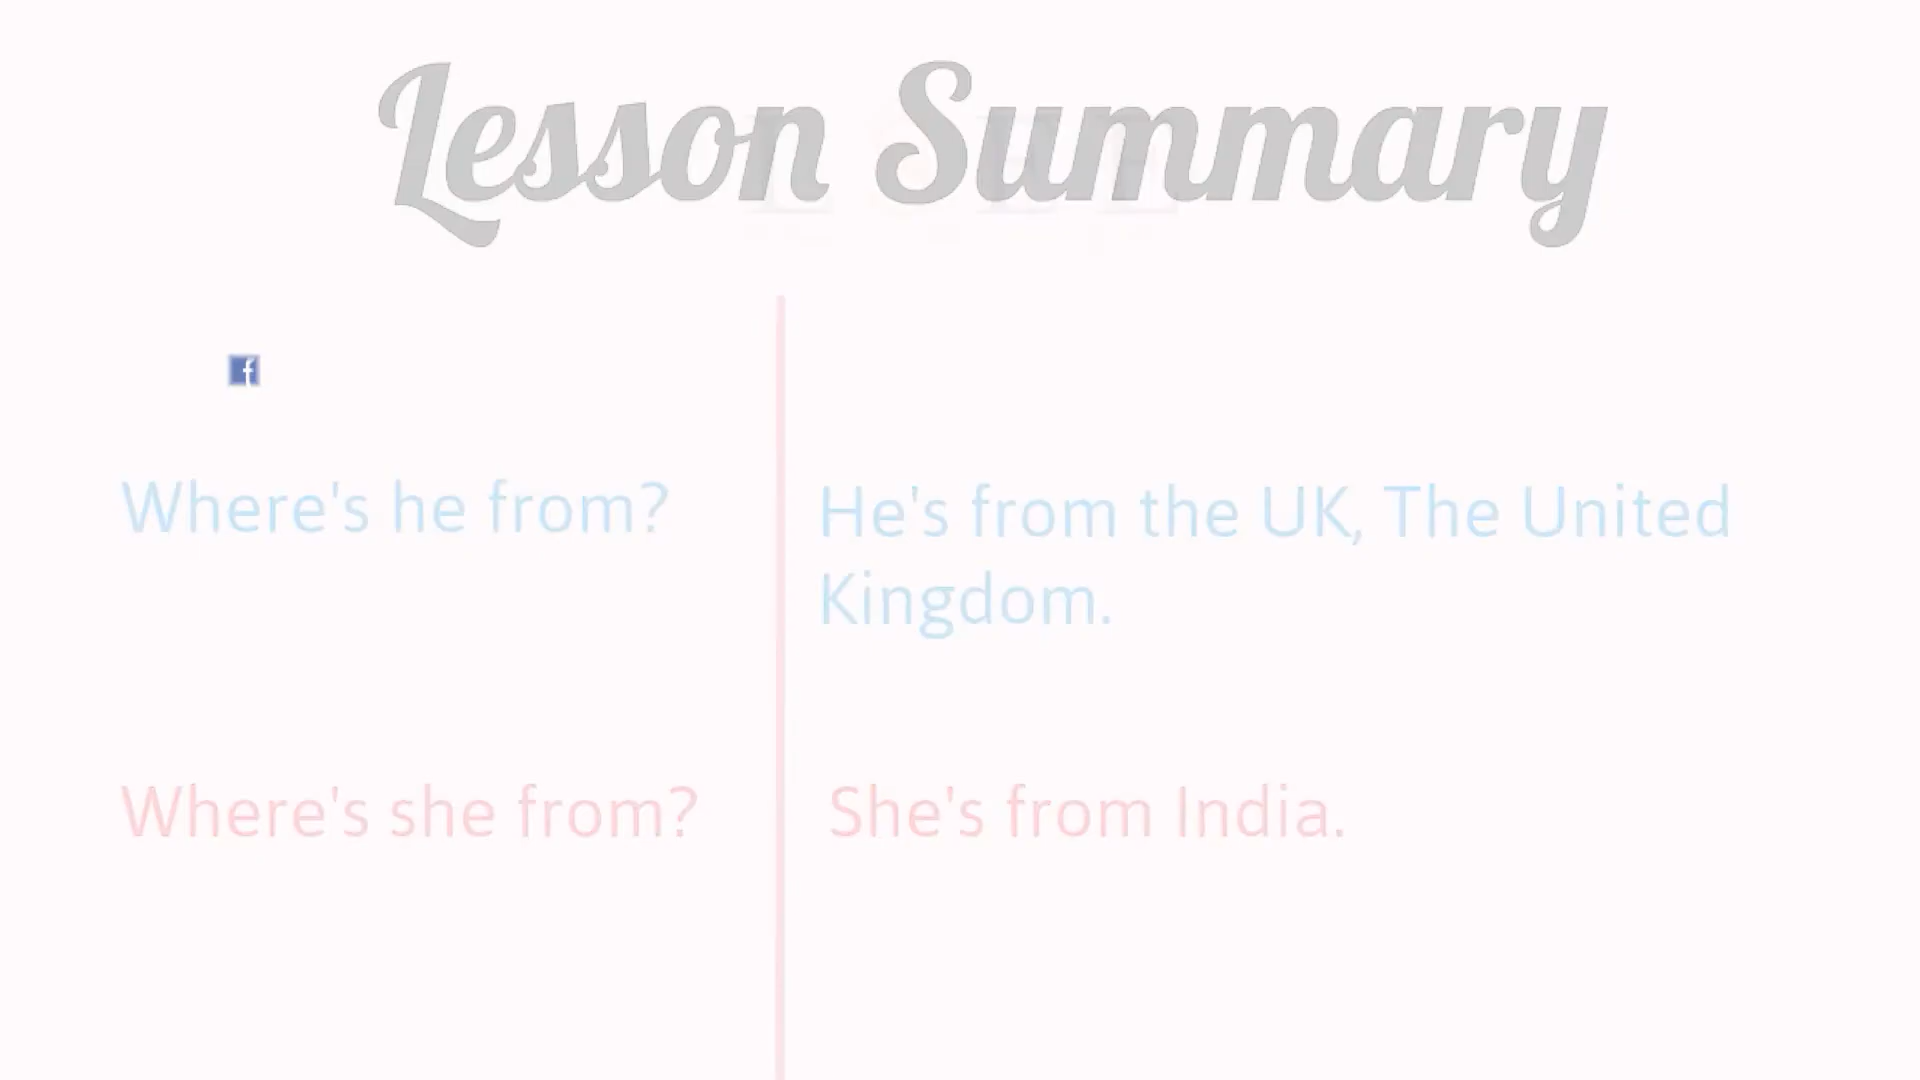 Lesson Summary
Where's he from?
He's from the UK, The United
Kingdom.
Where's she from?
She's from India.